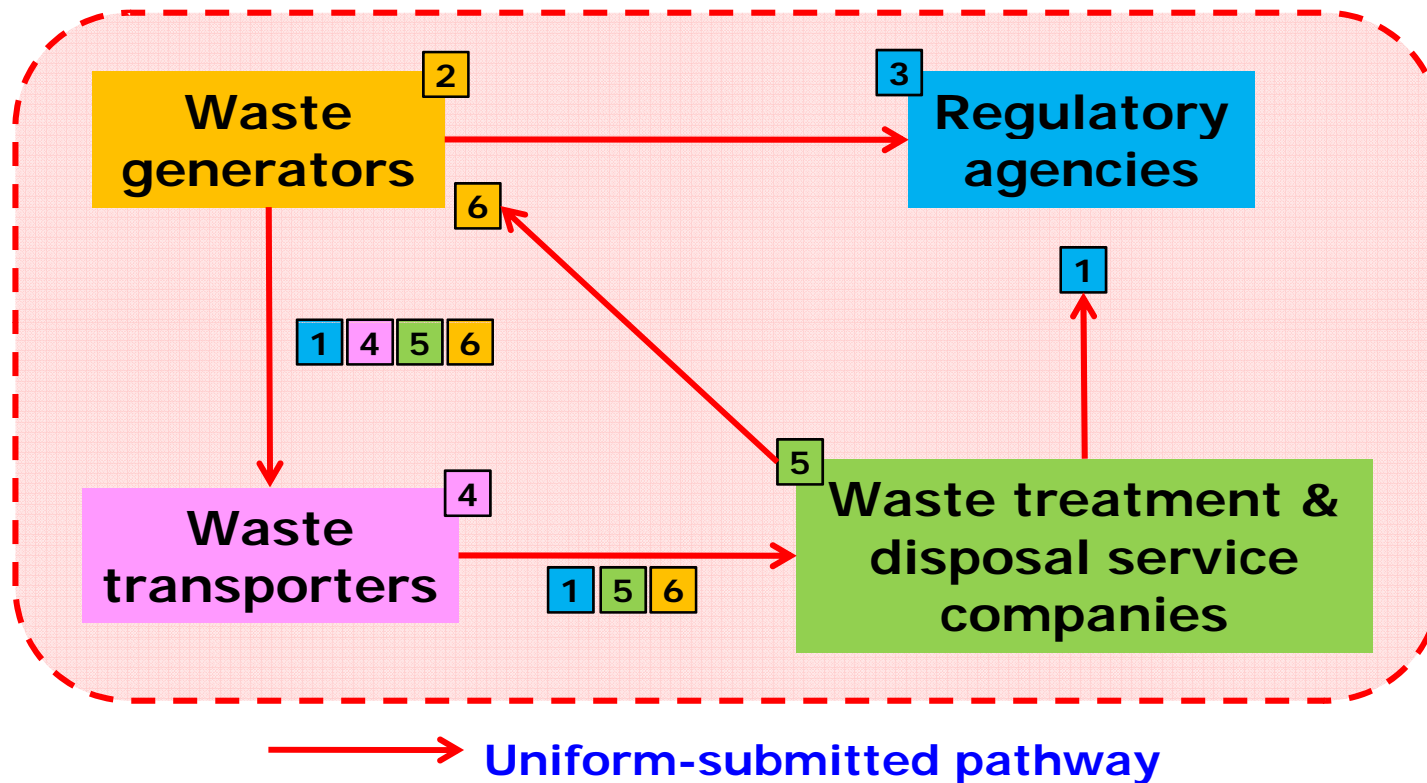 2
Waste
generators
3
Regulatory
agencies
6
1
1 4 5 6
4
Waste
transporters
5
Waste treatment &
disposal service
companies
1 5 6
Uniform-submitted pathway